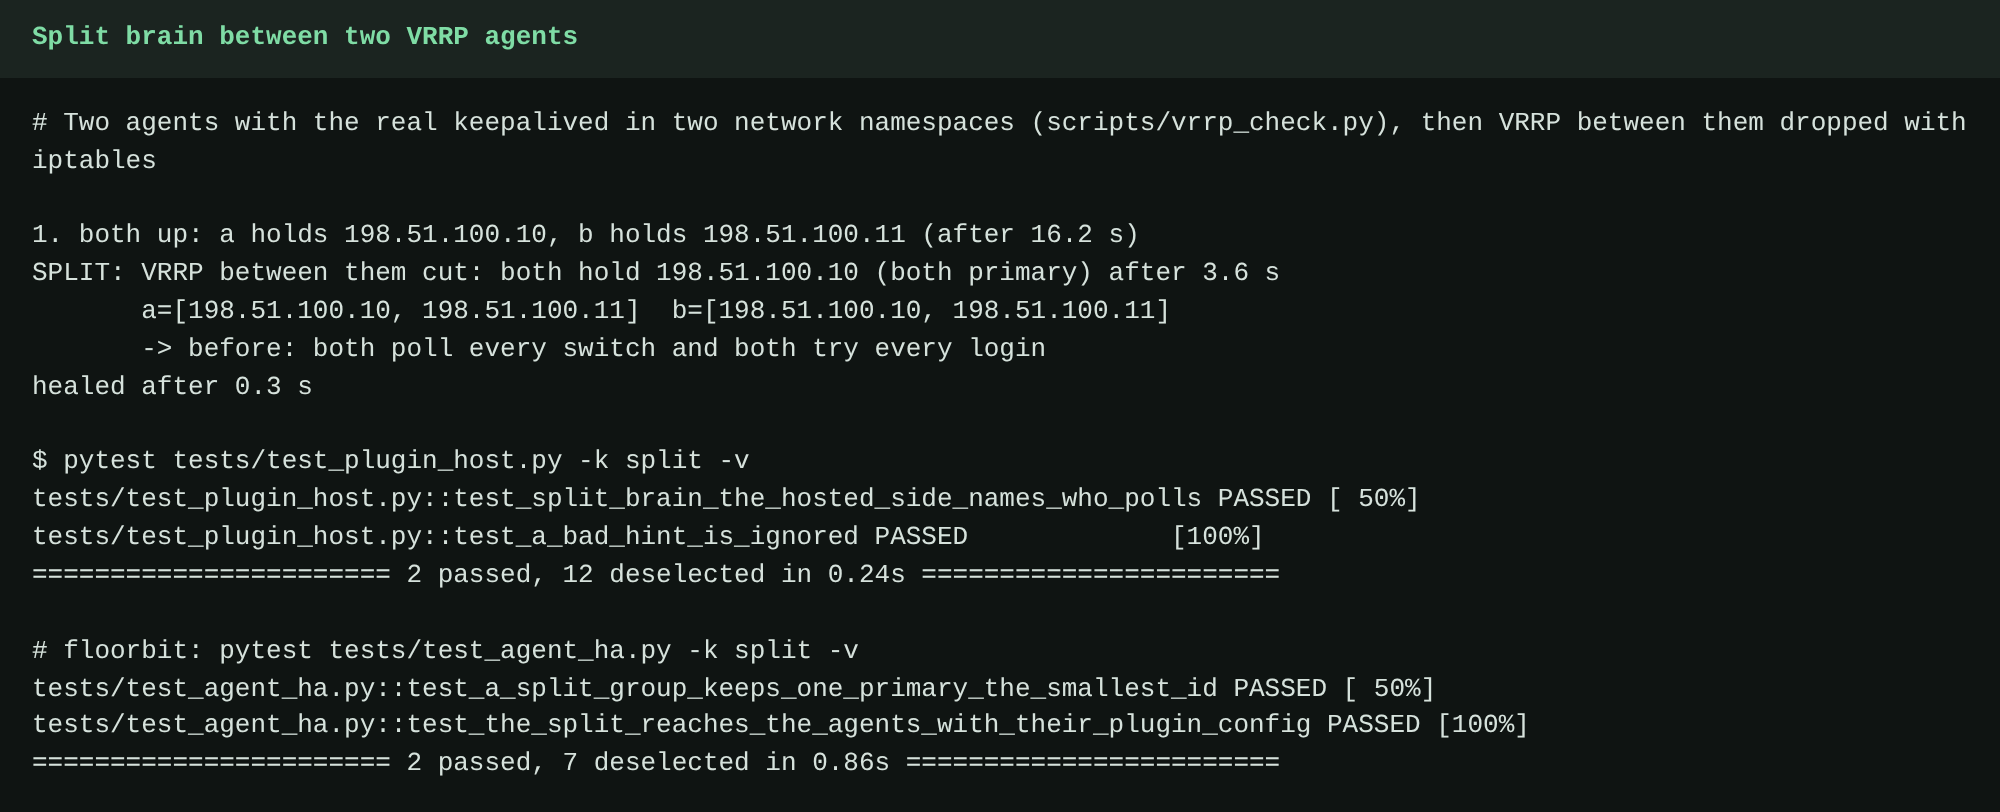 Split brain between two VRRP agents
# Two agents with the real keepalived in two network namespaces (scripts/vrrp_check.py), then VRRP between them dropped with
iptables
1. both up: a holds 198.51.100.10, b holds 198.51.100.11 (after 16.2 s)
SPLIT: VRRP between them cut: both hold 198.51.100.10 (both primary) after 3.6 s
       a=[198.51.100.10, 198.51.100.11]  b=[198.51.100.10, 198.51.100.11]
       -> before: both poll every switch and both try every login
healed after 0.3 s
$ pytest tests/test_plugin_host.py -k split -v
tests/test_plugin_host.py::test_split_brain_the_hosted_side_names_who_polls PASSED [ 50%]
tests/test_plugin_host.py::test_a_bad_hint_is_ignored PASSED             [100%]
======================= 2 passed, 12 deselected in 0.24s =======================
# floorbit: pytest tests/test_agent_ha.py -k split -v
tests/test_agent_ha.py::test_a_split_group_keeps_one_primary_the_smallest_id PASSED [ 50%]
tests/test_agent_ha.py::test_the_split_reaches_the_agents_with_their_plugin_config PASSED [100%]
======================= 2 passed, 7 deselected in 0.86s ========================